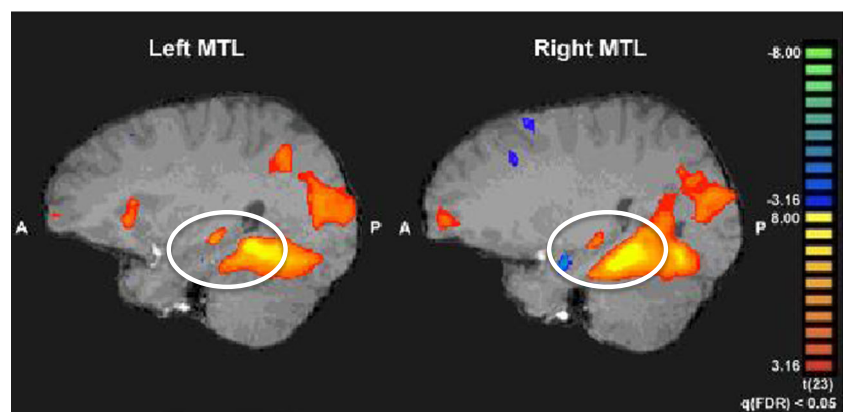 Left MTL
Right MTL
-8.00
-3.16
8.00
A
P
A
P
3.16
t(23)
q(FDR) < 0.05